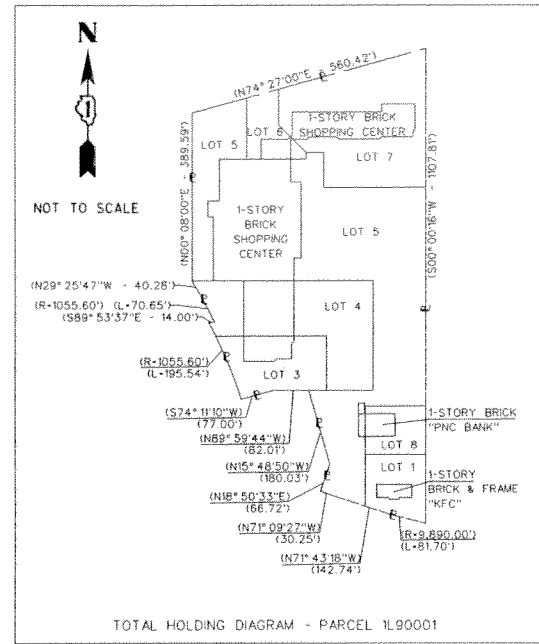 N
1
NOT TO SCALE
(N74° 27'00"E - 560.42')
(N00° 08'00"E - 389.59')
(S00° 00'16"W - 1107.81')
LOT 5
LOT 6
1-STORY BRICK
SHOPPING CENTER
LOT 7
1-STORY
BRICK
SHOPPING
CENTER
LOT 5
(N29° 25'47"W - 40.28')
(R=1055.60') (L=70.65')
(S89° 53'37"E - 14.00')
LOT 4
(R=1055.60')
(L=195.54')
LOT 3
(S74° 11'10"W)
(77.00')
(N89° 59'44"W)
(82.01')
(N15° 48'50"W)
(180.03')
(N18° 50'33"E)
(66.72')
(N71° 09'27"W)
(30.25')
(N71° 43'18"W)
(142.74')
1-STORY BRICK
"PNC BANK"
LOT 8
LOT 1
1-STORY
BRICK & FRAME
"KFC"
(R=9,890.00')
(L=81.70')
TOTAL HOLDING DIAGRAM - PARCEL 1L90001